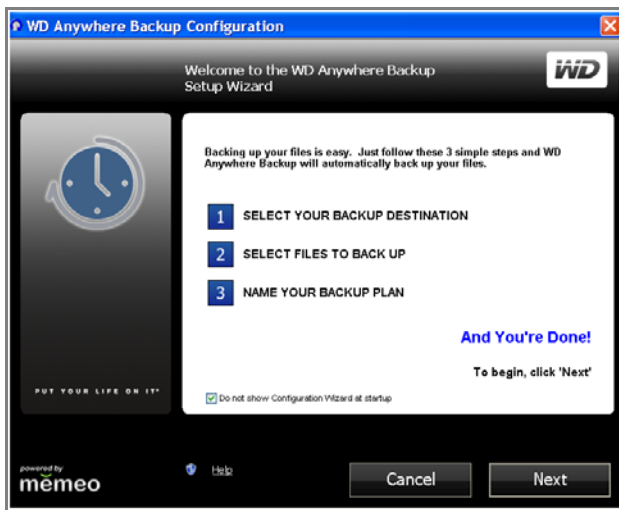 WD Anywhere Backup Configuration
Welcome to the WD Anywhere Backup
Setup Wizard
WD
Backing up your files is easy.  Just follow these 3 simple steps and WD
Anywhere Backup will automatically back up your files.
1 SELECT YOUR BACKUP DESTINATION
2 SELECT FILES TO BACK UP
3 NAME YOUR BACKUP PLAN
And You're Done!
To begin, click 'Next'
PUT YOUR LIFE ON IT*
Do not show Configuration Wizard at startup
powered by
mĕmeo
Help
Cancel
Next